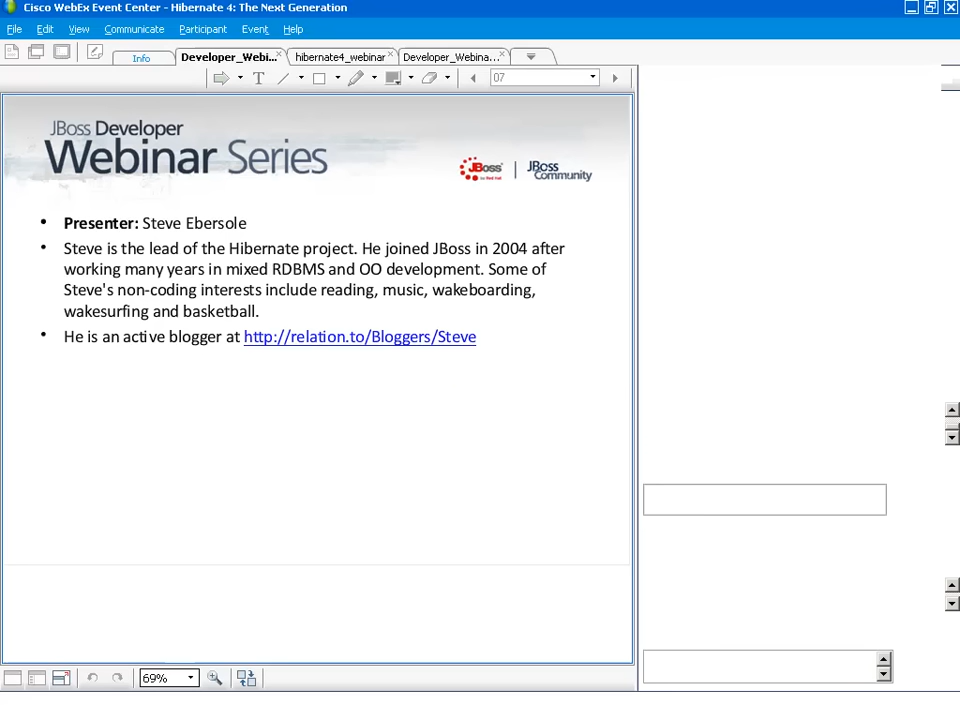 Cisco WebEx Event Center - Hibernate 4: The Next Generation
File Edit View Communicate Participant Event Help
Info Developer_Webi... hibernate4_webinar Developer_Webina...
T 07
JBoss Developer
Webinar Series
JBoss
by Red Hat
JBoss
Community
• Presenter: Steve Ebersole
• Steve is the lead of the Hibernate project. He joined JBoss in 2004 after
working many years in mixed RDBMS and OO development. Some of
Steve's non-coding interests include reading, music, wakeboarding,
wakesurfing and basketball.
• He is an active blogger at http://relation.to/Bloggers/Steve
69%